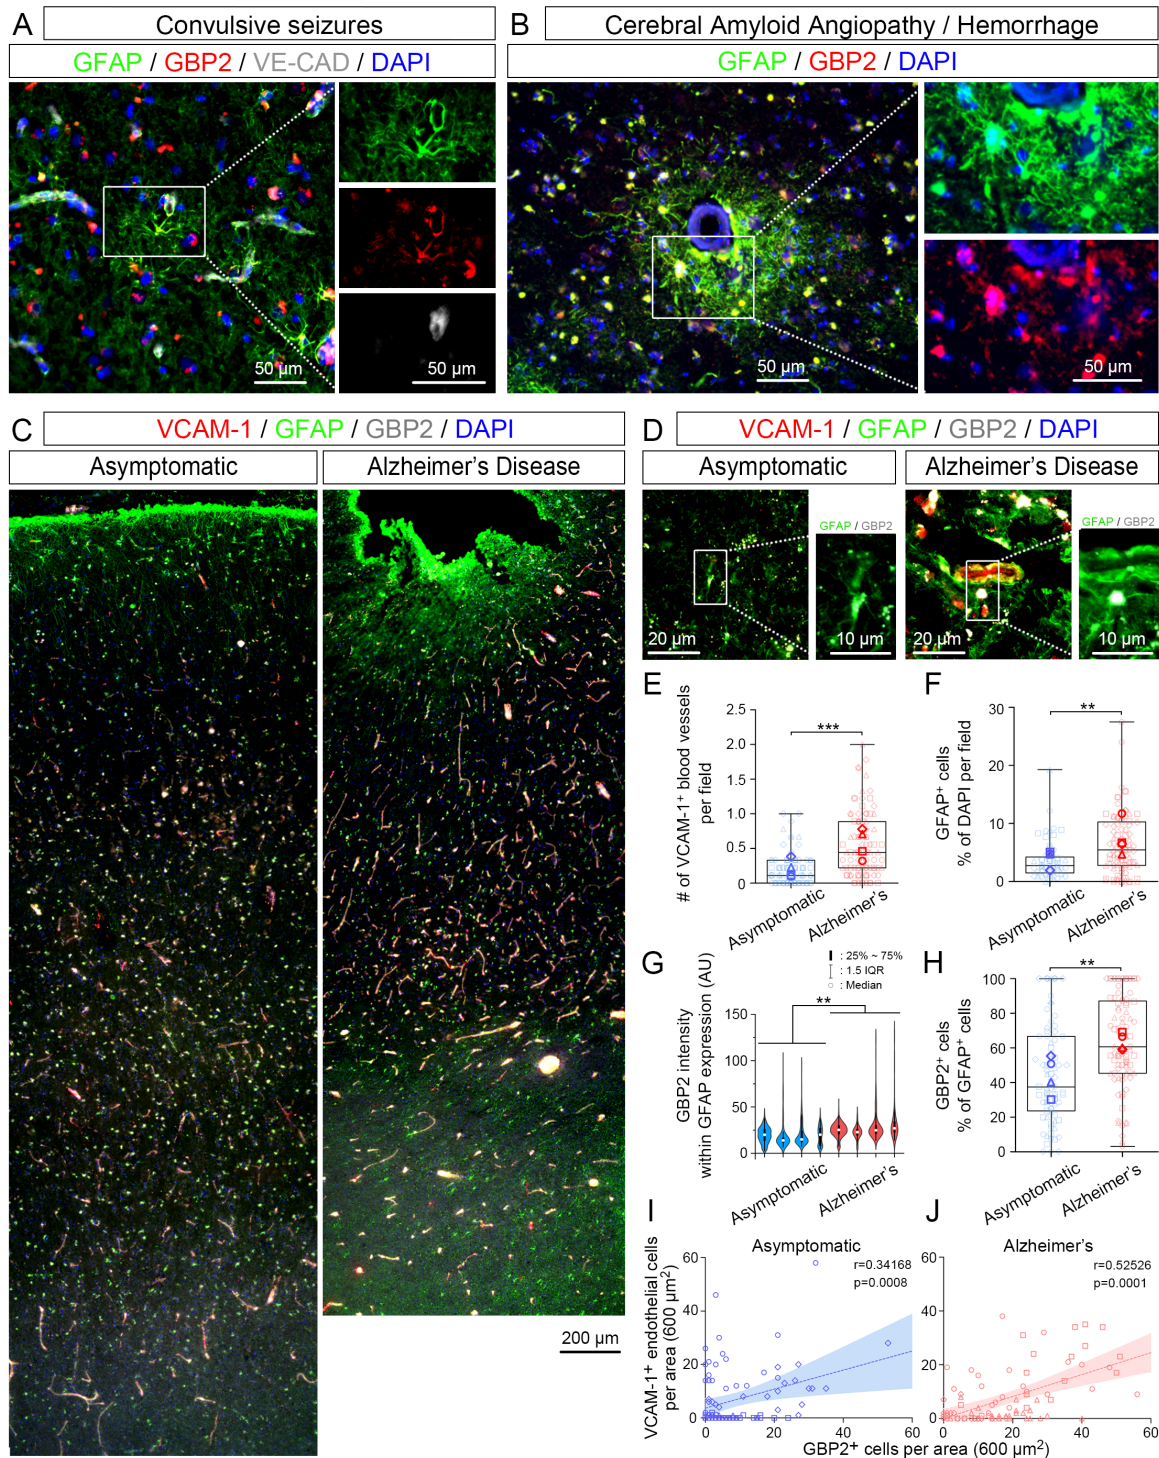 A
Convulsive seizures
GFAP / GBP2 / VE-CAD / DAPI
50 µm
50 µm
B
Cerebral Amyloid Angiopathy / Hemorrhage
GFAP / GBP2 / DAPI
50 µm
50 µm
C
VCAM-1 / GFAP / GBP2 / DAPI
Asymptomatic
Alzheimer's Disease
200 µm
D
VCAM-1 / GFAP / GBP2 / DAPI
Asymptomatic
Alzheimer's Disease
GFAP / GBP2
GFAP / GBP2
20 µm
10 µm
20 µm
10 µm
E
# of VCAM-1⁺ blood vessels
per field
2.5
2.0
1.5
1.0
0.5
0
***
Asymptomatic
Alzheimer's
F
GFAP⁺ cells
% of DAPI per field
30
20
10
0
**
Asymptomatic
Alzheimer's
G
GBP2 intensity
within GFAP expression (AU)
: 25% ~ 75%
: 1.5 IQR
: Median
150
100
50
0
**
Asymptomatic
Alzheimer's
H
GBP2⁺ cells
% of GFAP⁺ cells
100
80
60
40
20
0
**
Asymptomatic
Alzheimer's
I
Asymptomatic
VCAM-1⁺ endothelial cells
per area (600 µm²)
r=0.34168
p=0.0008
60
40
20
0
0 20 40 60
J
Alzheimer's
r=0.52526
p=0.0001
60
40
20
0
0 20 40 60
GBP2⁺ cells per area (600 µm²)